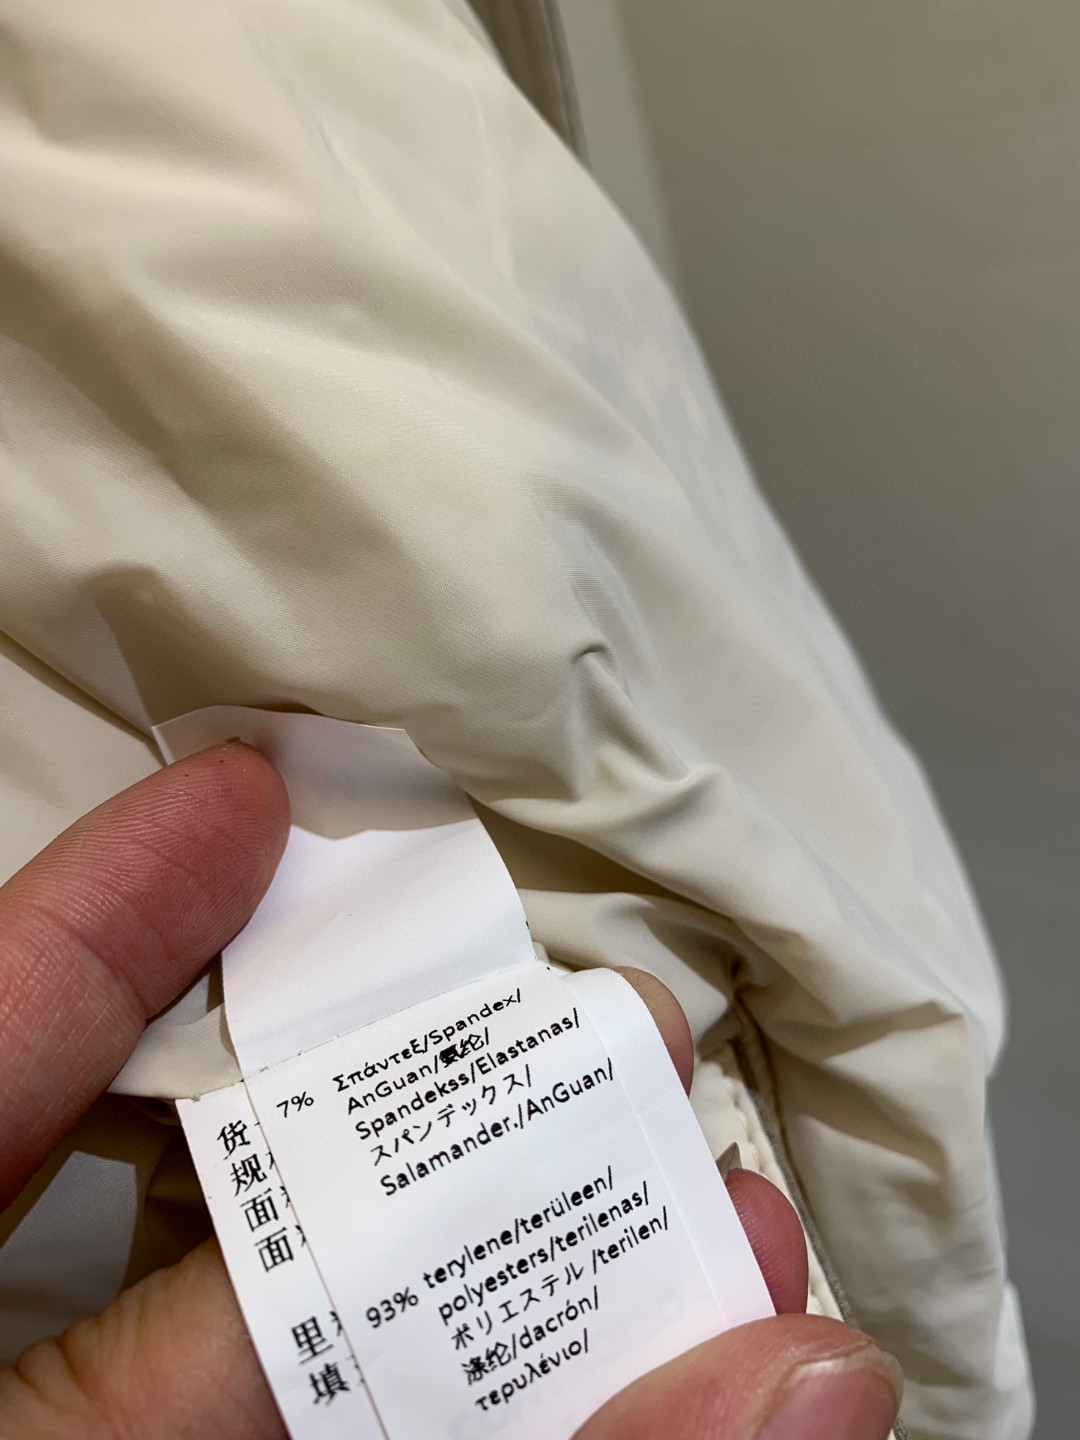 7% Σπάντεξ/Spandex/
AnGuan/氨纶/
Spandekss/Elastanas/
スパンデックス/
Salamander./AnGuan/
93% terylene/terüleen/
polyesters/terilenas/
ポリエステル /terilen/
涤纶/dacrón/
τερυλένιο/
货
规
面
面
里
填